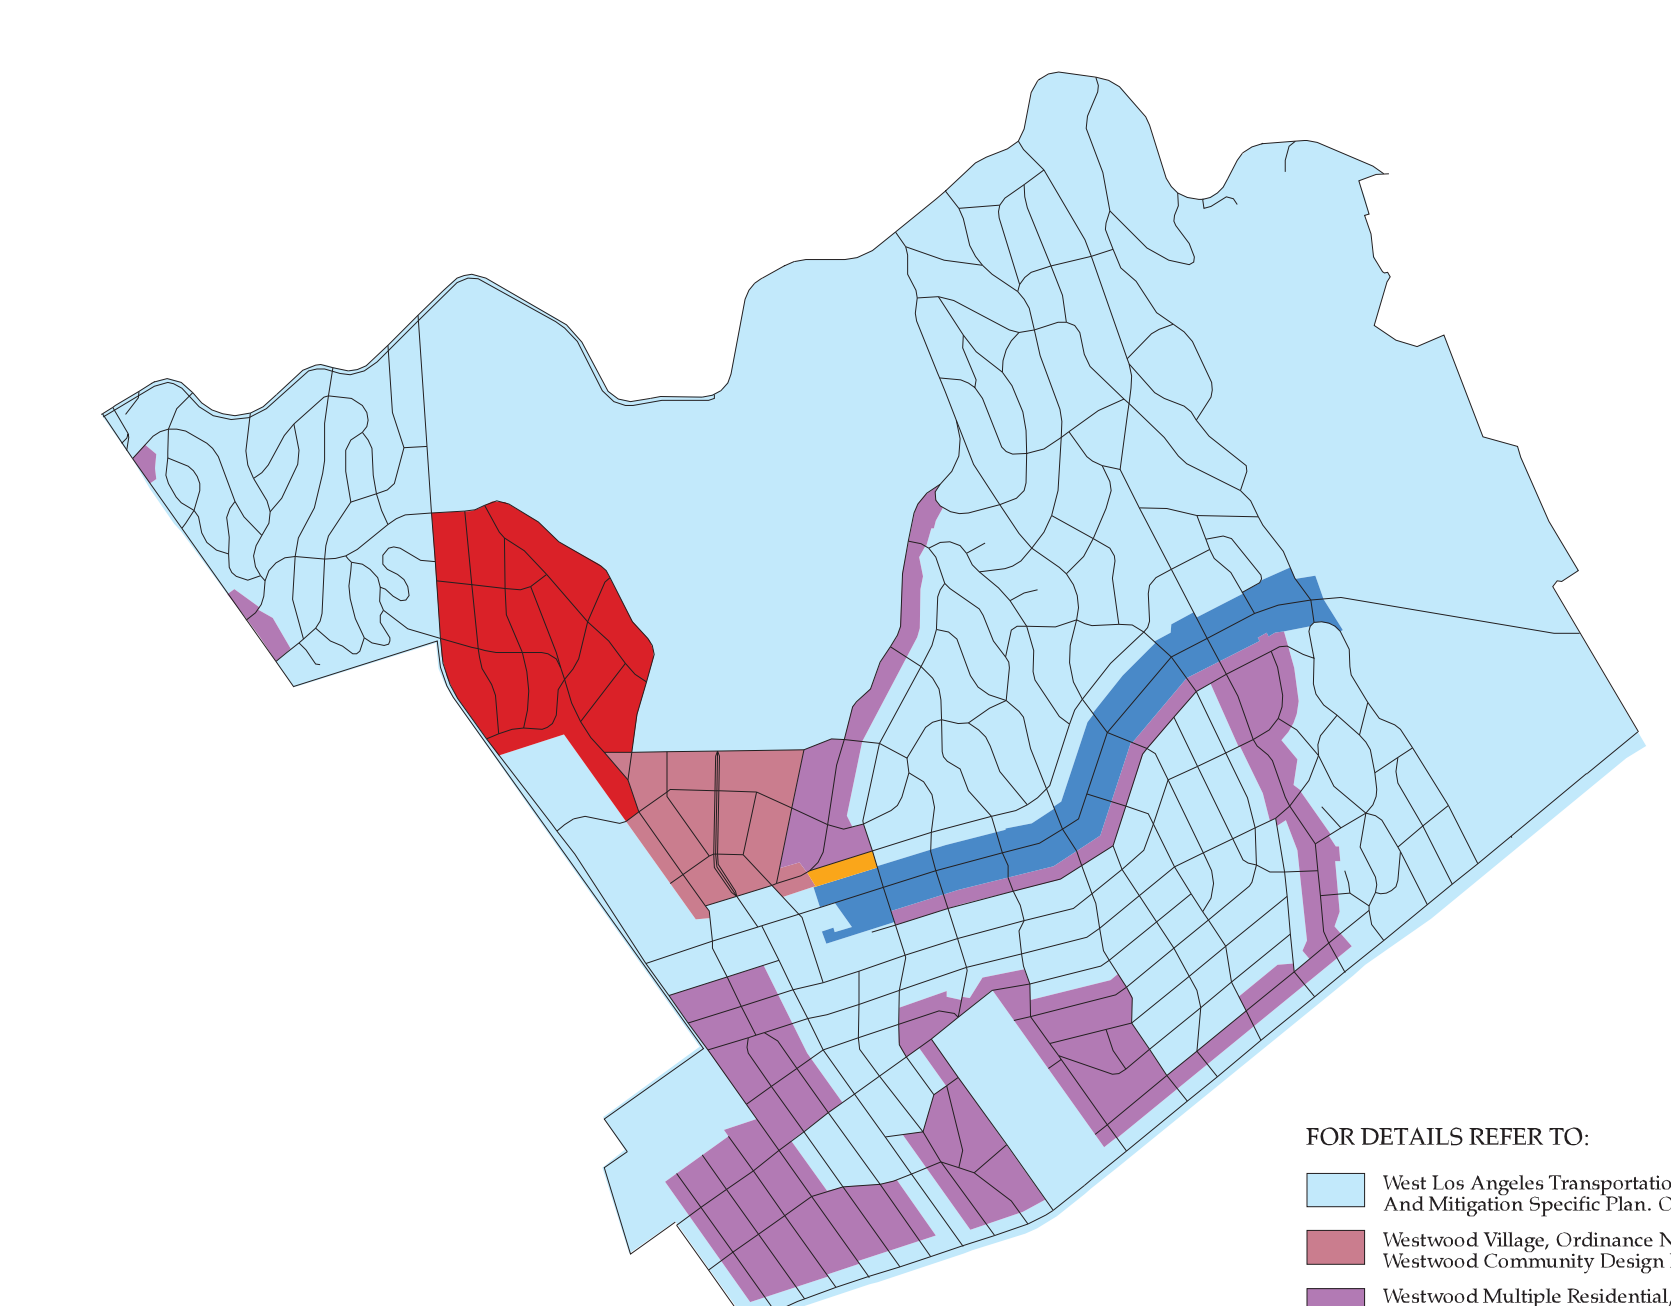 FOR DETAILS REFER TO:
West Los Angeles
And Mitigation Specific Plan.
Westwood Village, Ordinance
Westwood Community Design
Westwood Multiple Residential,